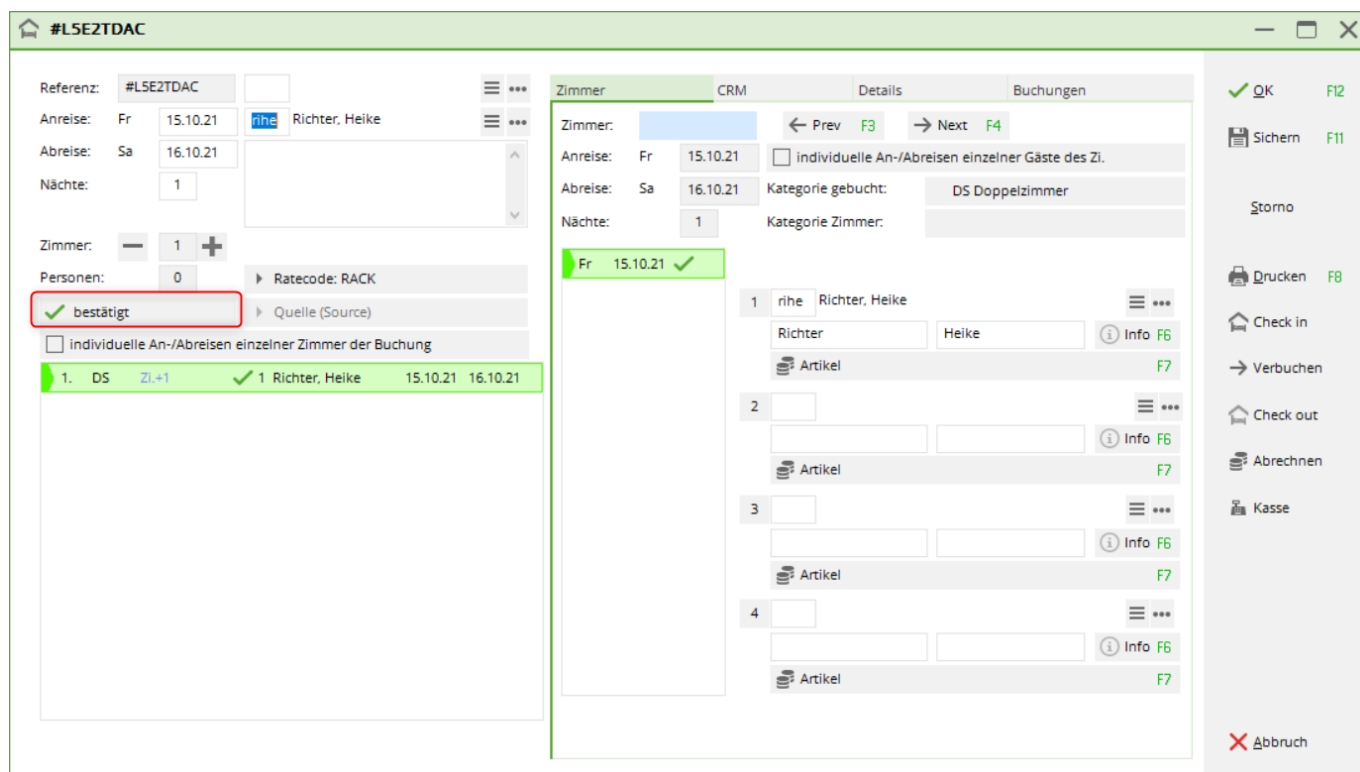 #L5E2TDAC
Referenz: #L5E2TDAC
Anreise: Fr 15.10.21 rihe Richter, Heike
Abreise: Sa 16.10.21
Nächte: 1
Zimmer: 1
Personen: 0 Ratecode: RACK
bestätigt Quelle (Source)
individuelle An-/Abreisen einzelner Zimmer der Buchung
1. DS Zi.+1 1 Richter, Heike 15.10.21 16.10.21
Zimmer CRM Details Buchungen
Zimmer: Prev F3 Next F4
Anreise: Fr 15.10.21 individuelle An-/Abreisen einzelner Gäste des Zi.
Abreise: Sa 16.10.21 Kategorie gebucht: DS Doppelzimmer
Nächte: 1 Kategorie Zimmer:
Fr 15.10.21
1 rihe Richter, Heike
Richter Heike Info F6
Artikel F7
2
Info F6
Artikel F7
3
Info F6
Artikel F7
4
Info F6
Artikel F7
OK F12
Sichern F11
Storno
Drucken F8
Check in
Verbuchen
Check out
Abrechnen
Kasse
Abbruch